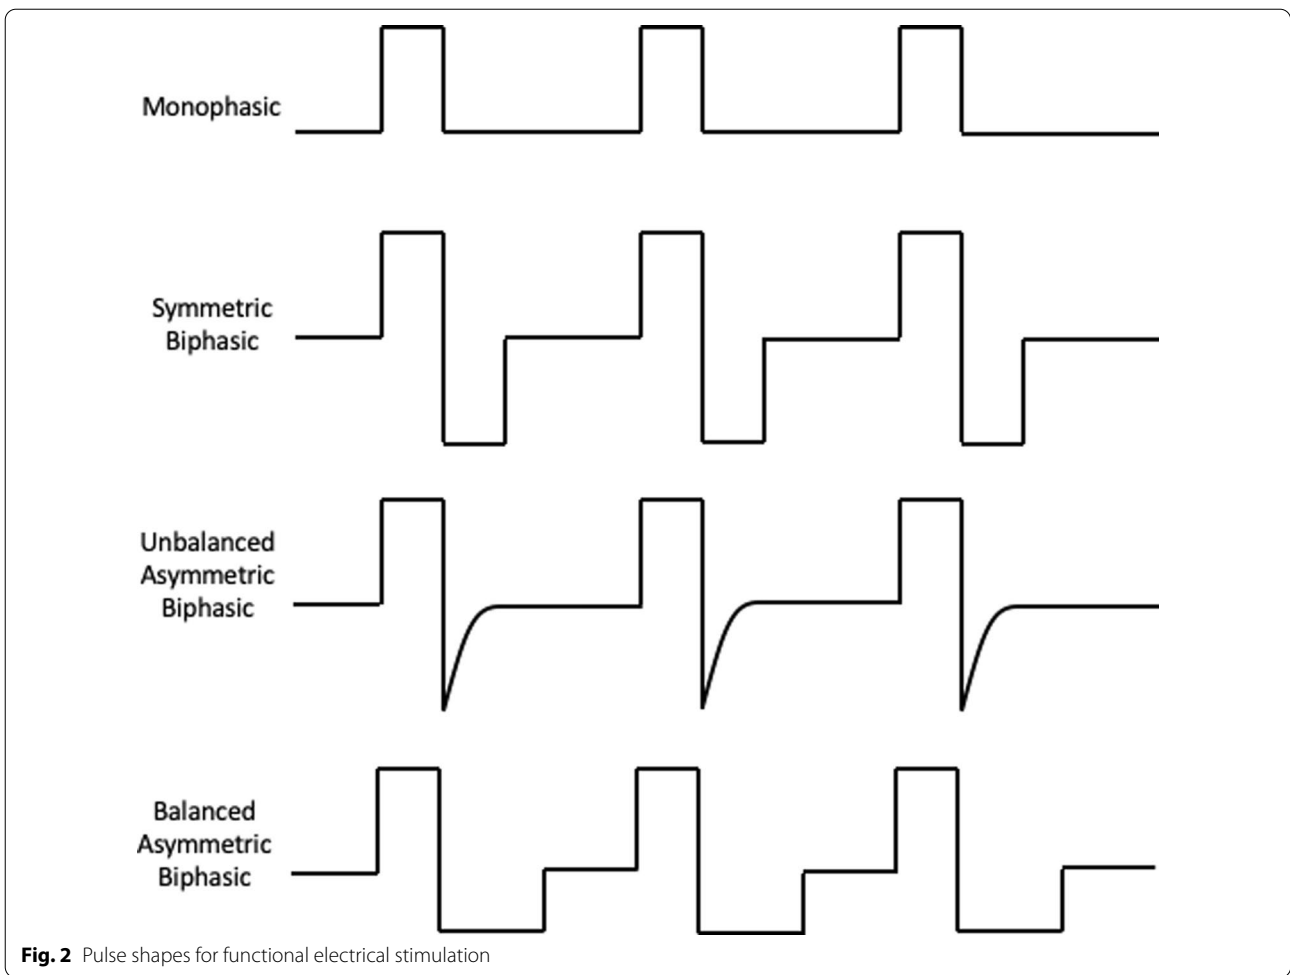 Monophasic
Symmetric
Biphasic
Unbalanced
Asymmetric
Biphasic
Balanced
Asymmetric
Biphasic
Fig. 2 Pulse shapes for functional electrical stimulation